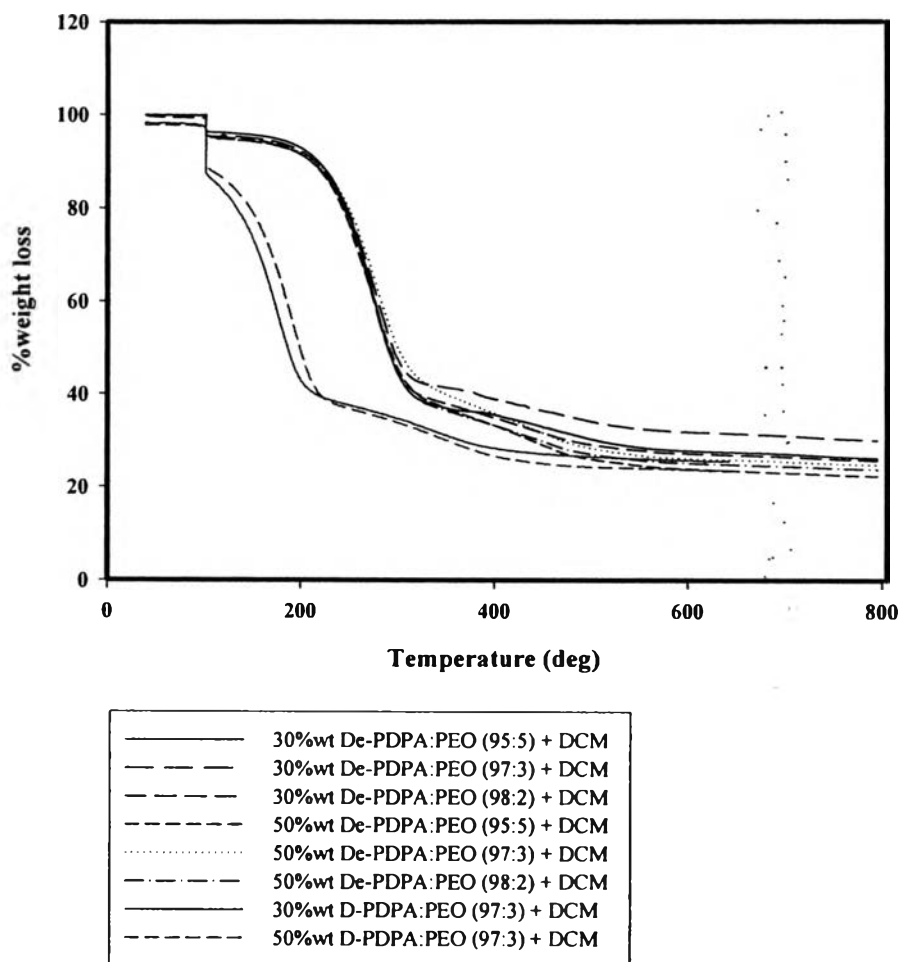 120
100
80
60
40
20
0
%weight loss
0 200 400 600 800
Temperature (deg)
30%wt De-PDPA:PEO (95:5) + DCM
30%wt De-PDPA:PEO (97:3) + DCM
30%wt De-PDPA:PEO (98:2) + DCM
50%wt De-PDPA:PEO (95:5) + DCM
50%wt De-PDPA:PEO (97:3) + DCM
50%wt De-PDPA:PEO (98:2) + DCM
30%wt D-PDPA:PEO (97:3) + DCM
50%wt D-PDPA:PEO (97:3) + DCM